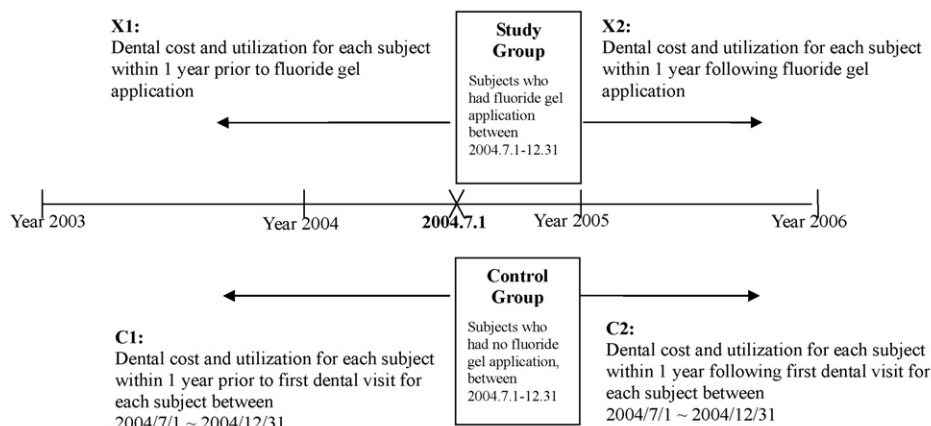 X1:
Dental cost and utilization for each subject
within 1 year prior to fluoride gel
application
Study
Group
Subjects who
had fluoride gel
application
between
2004.7.1-12.31
X2:
Dental cost and utilization for each subject
within 1 year following fluoride gel
application
Year 2003
Year 2004
2004.7.1
Year 2005
Year 2006
C1:
Dental cost and utilization for each subject
within 1 year prior to first dental visit for
each subject between
2004/7/1 ~ 2004/12/31
Control
Group
Subjects who
had no fluoride
gel application,
between
2004.7.1-12.31
C2:
Dental cost and utilization for each subject
within 1 year following first dental visit for
each subject between
2004/7/1 ~ 2004/12/31